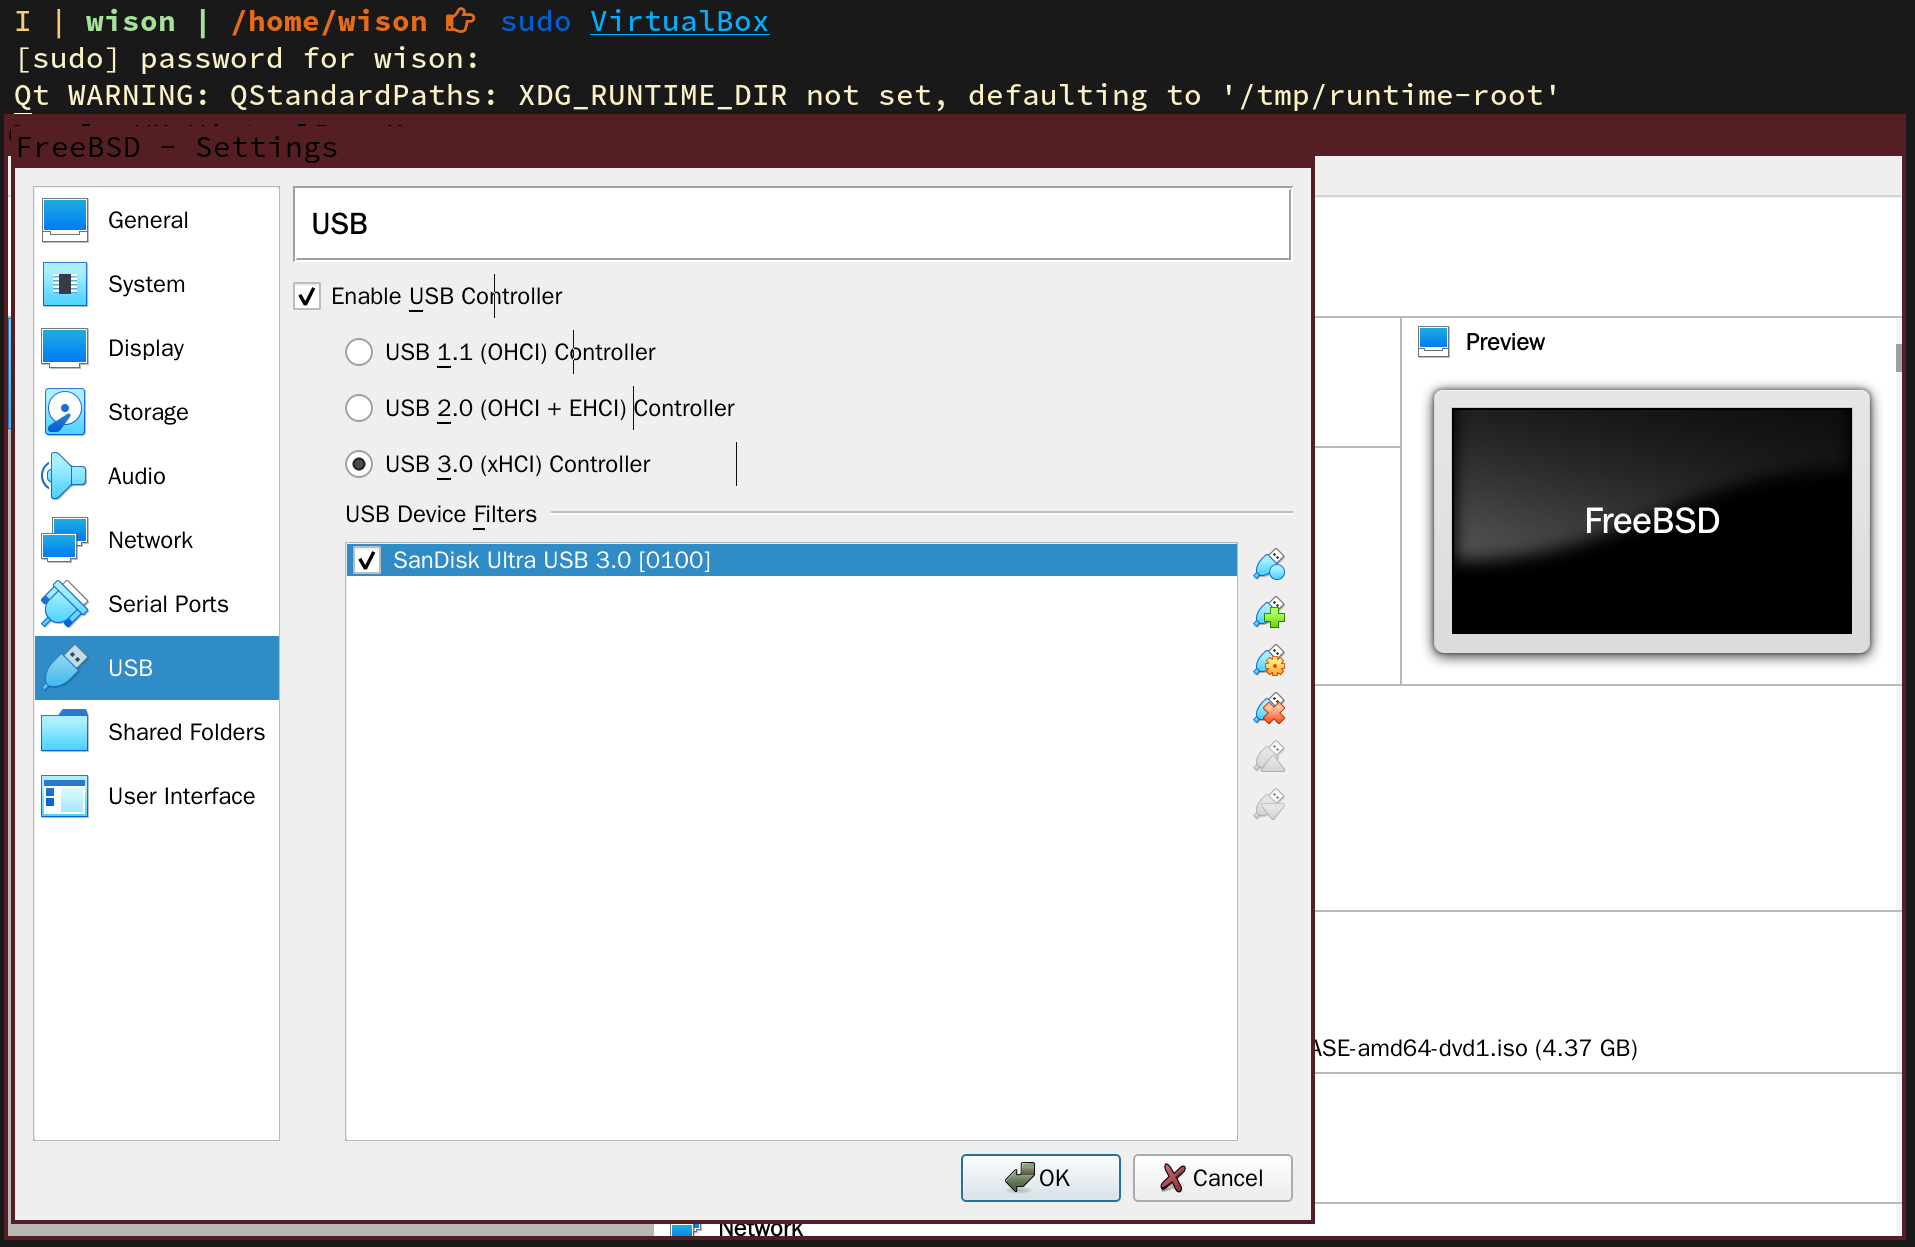 I | wison | /home/wison sudo VirtualBox
[sudo] password for wison:
Qt WARNING: QStandardPaths: XDG_RUNTIME_DIR not set, defaulting to '/tmp/runtime-root'
FreeBSD - Settings
General
System
Display
Storage
Audio
Network
Serial Ports
USB
Shared Folders
User Interface
USB
Enable USB Controller
USB 1.1 (OHCI) Controller
USB 2.0 (OHCI + EHCI) Controller
USB 3.0 (xHCI) Controller
USB Device Filters
SanDisk Ultra USB 3.0 [0100]
OK
Cancel
Preview
FreeBSD
ASE-amd64-dvd1.iso (4.37 GB)
Network